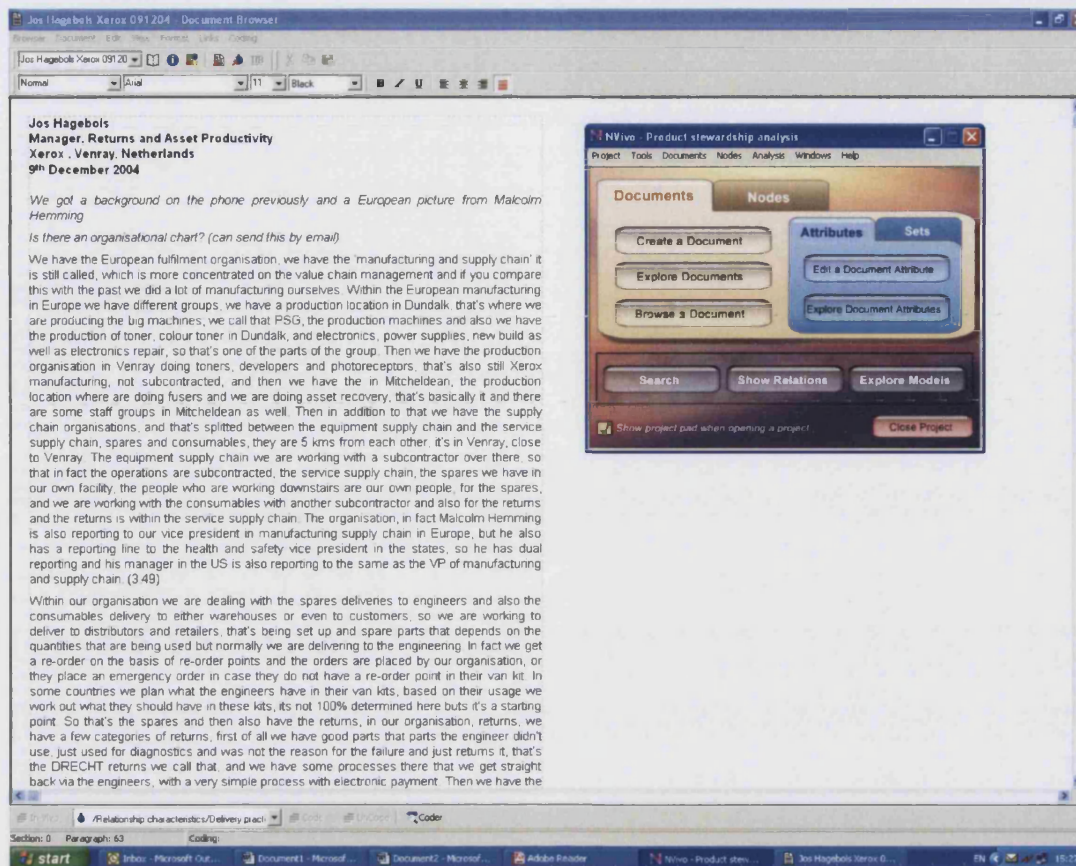 Jos Hagebols Xerox 091204 - Document Browser
Browser Document Edit View Format Links Coding
Jos Hagebols Xerox 09120
Normal Arial 11 Black B I U
Jos Hagebols
Manager, Returns and Asset Productivity
Xerox , Venray, Netherlands
9th December 2004
We got a background on the phone previously and a European picture from Malcolm
Hemming
Is there an organisational chart? (can send this by email)
We have the European fulfilment organisation, we have the 'manufacturing and supply chain' it
is still called, which is more concentrated on the value chain management and if you compare
this with the past we did a lot of manufacturing ourselves. Within the European manufacturing
in Europe we have different groups, we have a production location in Dundalk, that's where we
are producing the big machines, we call that PSG, the production machines and also we have
the production of toner, colour toner in Dundalk, and electronics, power supplies, new build as
well as electronics repair, so that's one of the parts of the group. Then we have the production
organisation in Venray doing toners, developers and photoreceptors, that's also still Xerox
manufacturing, not subcontracted, and then we have the in Mitcheldean, the production
location where are doing fusers and we are doing asset recovery, that's basically it and there
are some staff groups in Mitcheldean as well. Then in addition to that we have the supply
chain organisations, and that's splitted between the equipment supply chain and the service
supply chain, spares and consumables, they are 5 kms from each other, it's in Venray, close
to Venray. The equipment supply chain we are working with a subcontractor over there, so
that in fact the operations are subcontracted, the service supply chain, the spares we have in
our own facility, the people who are working downstairs are our own people, for the spares,
and we are working with the consumables with another subcontractor and also for the returns
and the returns is within the service supply chain. The organisation, in fact Malcolm Hemming
is also reporting to our vice president in manufacturing supply chain in Europe, but he also
has a reporting line to the health and safety vice president in the states, so he has dual
reporting and his manager in the US is also reporting to the same as the VP of manufacturing
and supply chain. (3.49)
Within our organisation we are dealing with the spares deliveries to engineers and also the
consumables delivery to either warehouses or even to customers, so we are working to
deliver to distributors and retailers, that's being set up and spare parts that depends on the
quantities that are being used but normally we are delivering to the engineering. In fact we get
a re-order on the basis of re-order points and the orders are placed by our organisation, or
they place an emergency order in case they do not have a re-order point in their van kit. In
some countries we plan what the engineers have in their van kits, based on their usage we
work out what they should have in these kits, its not 100% determined here buts it's a starting
point. So that's the spares and then also have the returns, in our organisation, returns, we
have a few categories of returns, first of all we have good parts that parts the engineer didn't
use, just used for diagnostics and was not the reason for the failure and just returns it, that's
the DRECHT returns we call that, and we have some processes there that we get straight
back via the engineers, with a very simple process with electronic payment. Then we have the
NVivo - Product stewardship analysis
Project Tools Documents Nodes Analysis Windows Help
Documents Nodes
Create a Document
Explore Documents
Browse a Document
Attributes Sets
Edit a Document Attribute
Explore Document Attributes
Search Show Relations Explore Models
Show project pad when opening a project
Close Project
/Relationship characteristics/Delivery practi Coder
Section: 0 Paragraph: 63 Coding:
start Inbox - Microsoft Out... Document1 - Microsof... Document2 - Microsof... Adobe Reader NVivo - Product stew... Jos Hagebols Xerox 0... EN